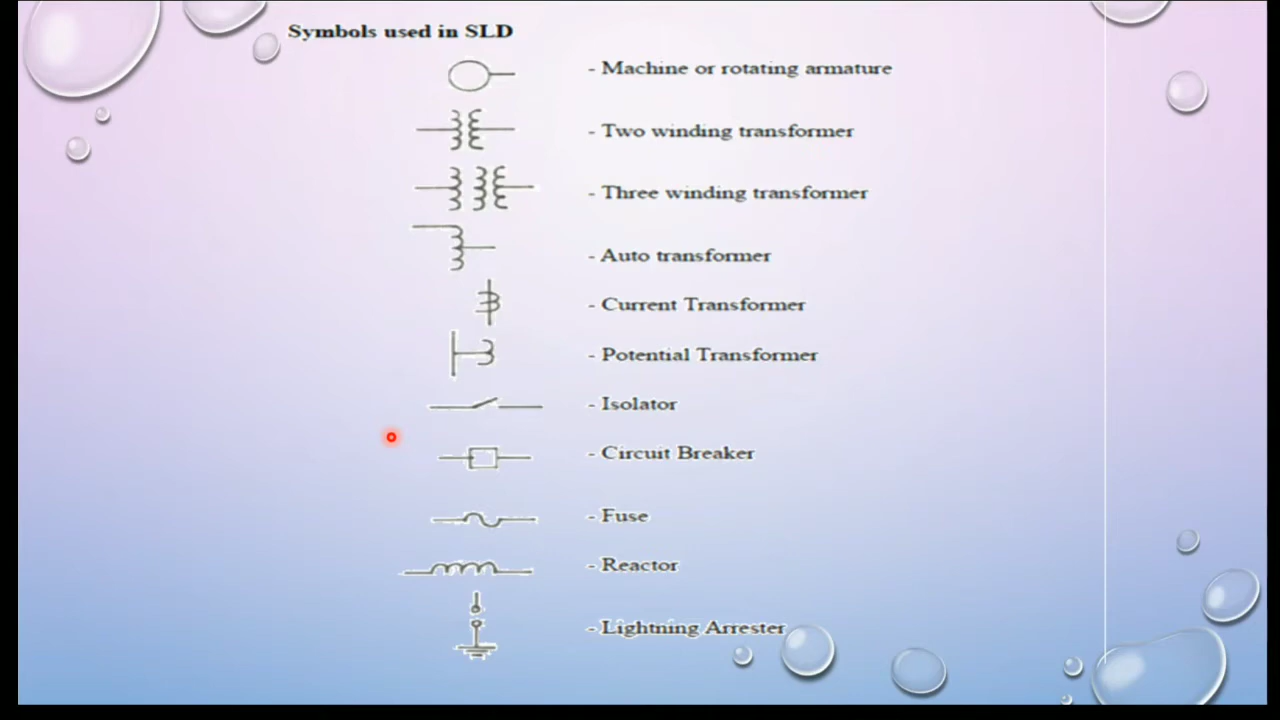 Symbols used in SLD
- Machine or rotating armature
- Two winding transformer
- Three winding transformer
- Auto transformer
- Current Transformer
- Potential Transformer
- Isolator
- Circuit Breaker
- Fuse
- Reactor
- Lightning Arrester